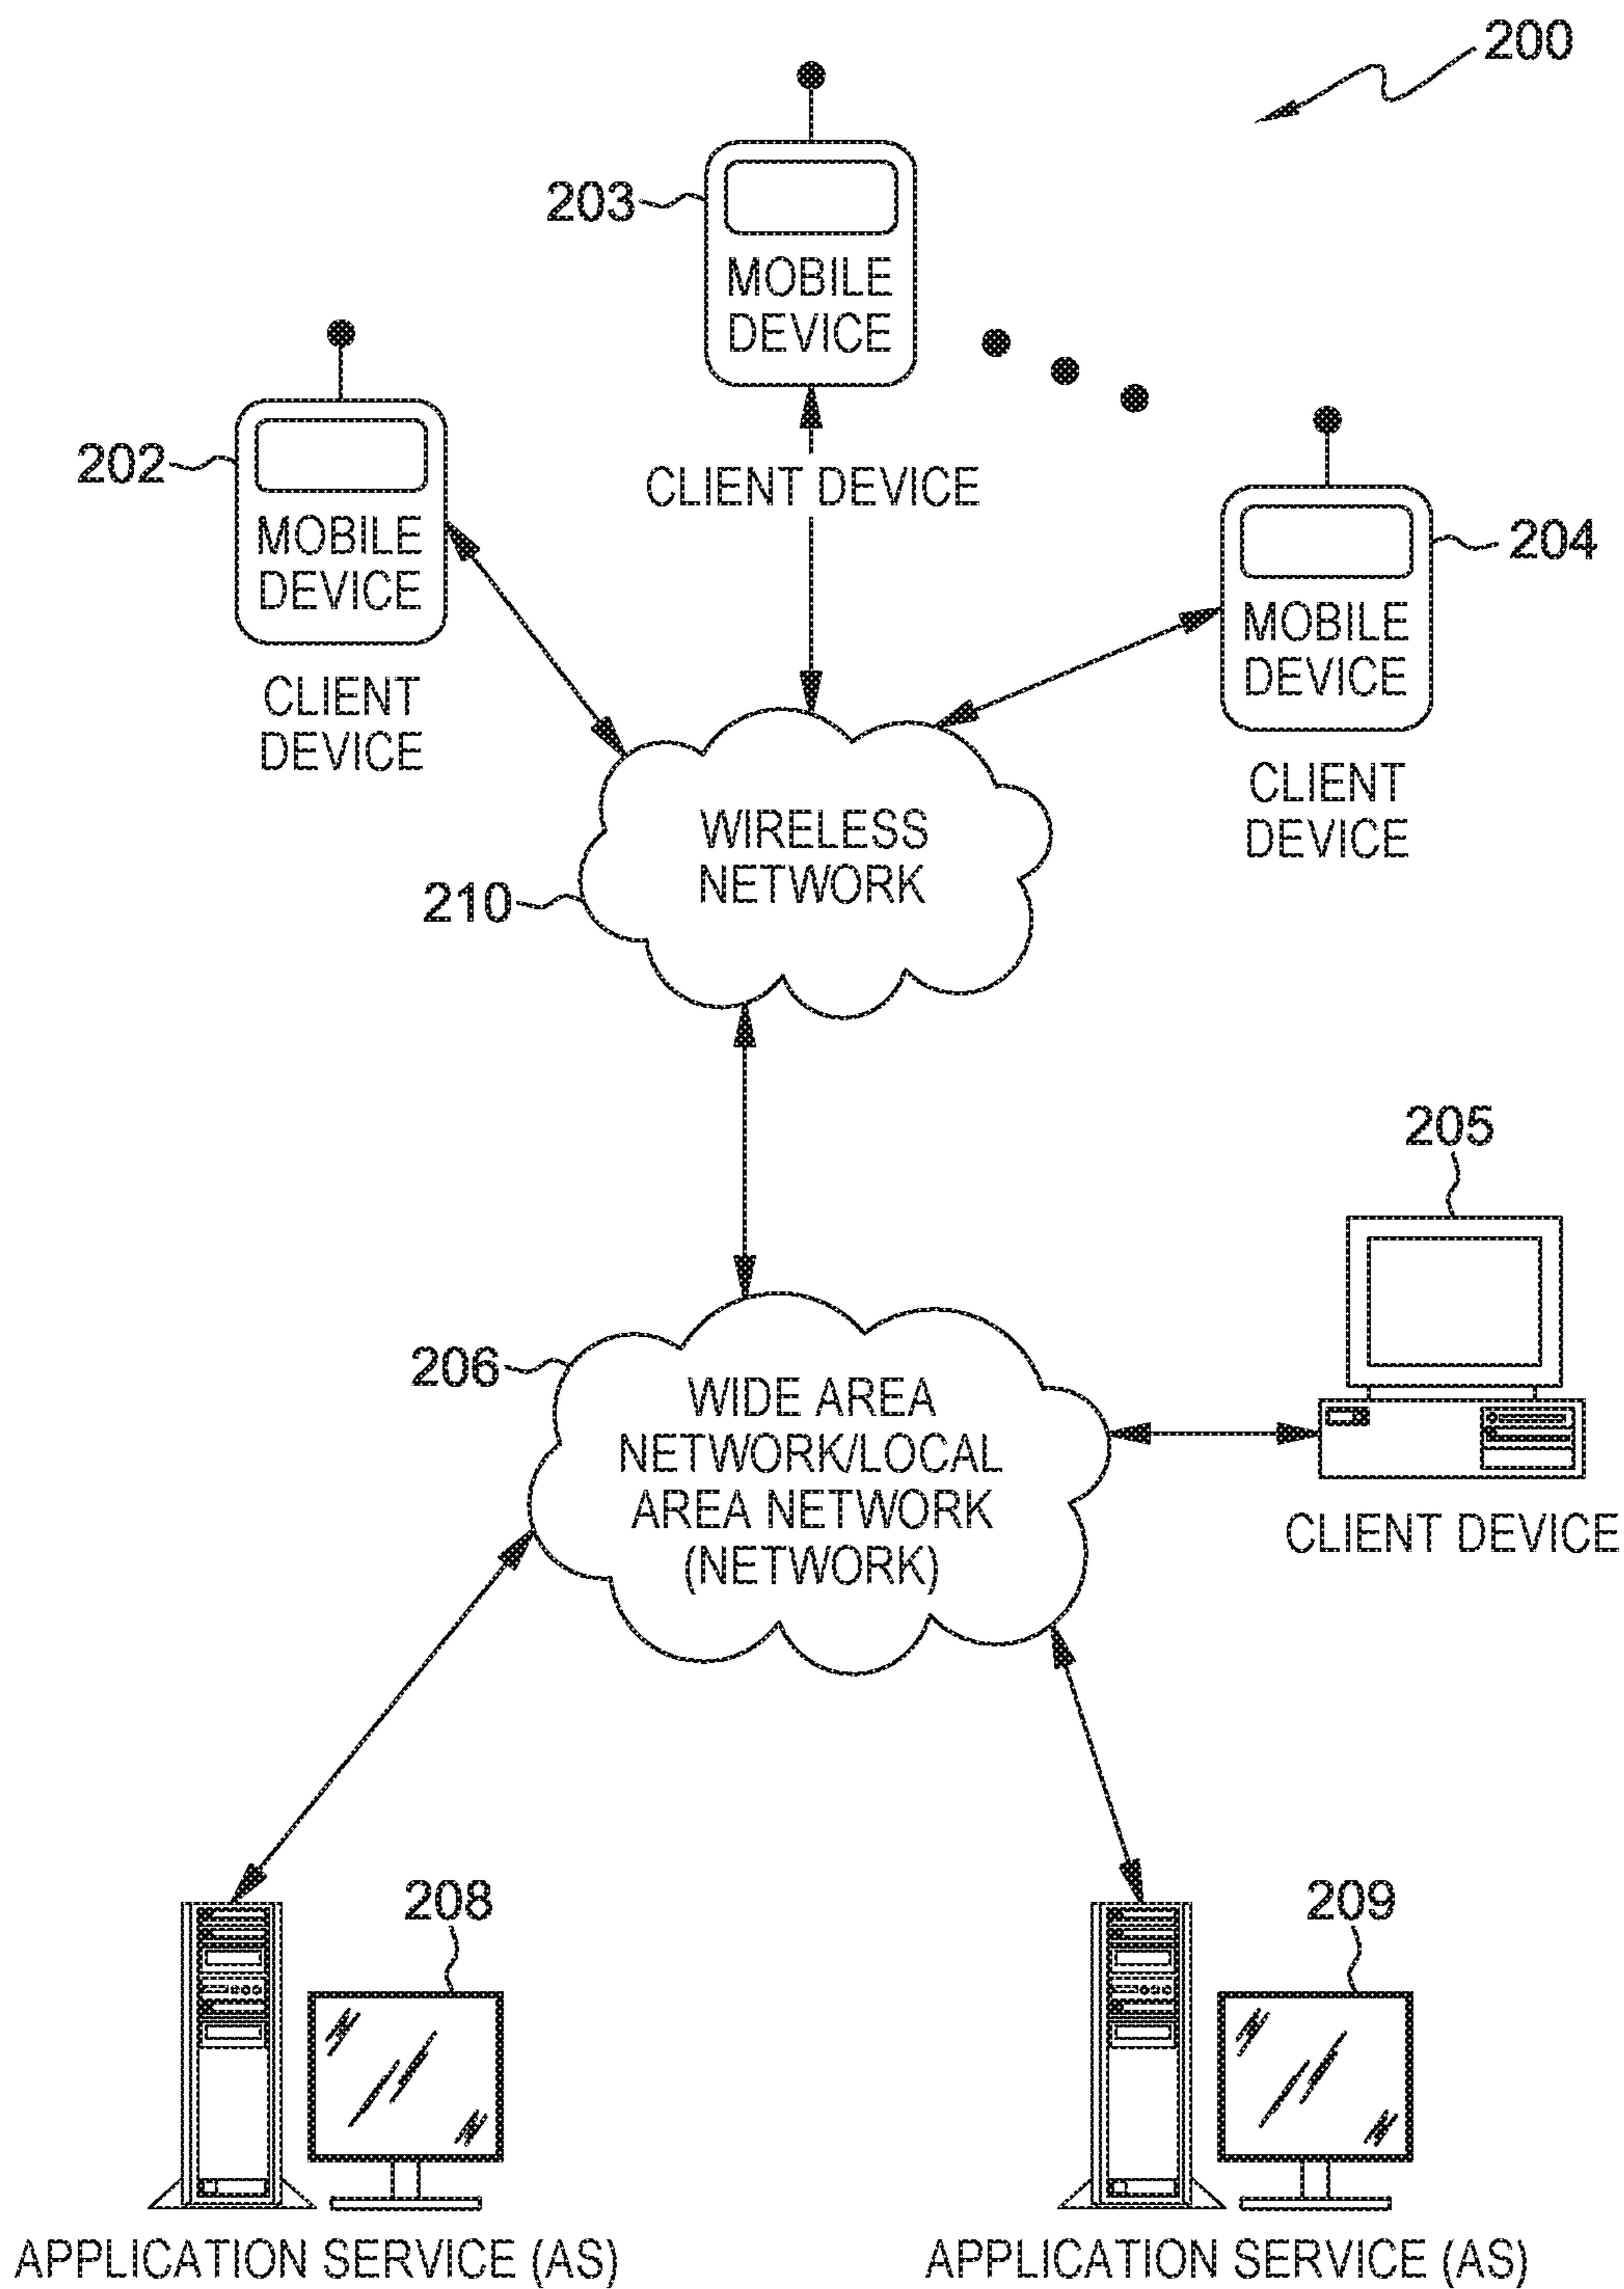 200
203
MOBILE
DEVICE
202
MOBILE
DEVICE
CLIENT DEVICE
204
MOBILE
DEVICE
CLIENT
DEVICE
CLIENT
DEVICE
WIRELESS
NETWORK
210
205
206
WIDE AREA
NETWORK/LOCAL
AREA NETWORK
(NETWORK)
CLIENT DEVICE
208
209
APPLICATION SERVICE (AS)
APPLICATION SERVICE (AS)